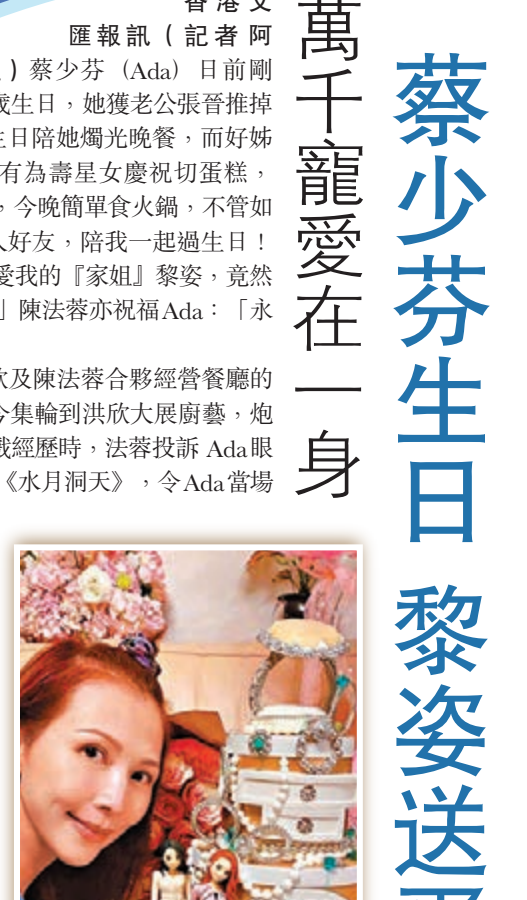 蔡少芬生日 黎姿送
萬千寵愛在一身
香港文
匯報訊（記者 阿
）蔡少芬（Ada）日前剛
歲生日，她獲老公張晉推掉
生日陪她燭光晚餐，而好姊
有為壽星女慶祝切蛋糕，
，今晚簡單食火鍋，不管如
人好友，陪我一起過生日！
愛我的『家姐』黎姿，竟然
」陳法蓉亦祝福Ada：「永
欣及陳法蓉合夥經營餐廳的
今集輪到洪欣大展廚藝，炮
戲經歷時，法蓉投訴 Ada眼
《水月洞天》，令Ada當場